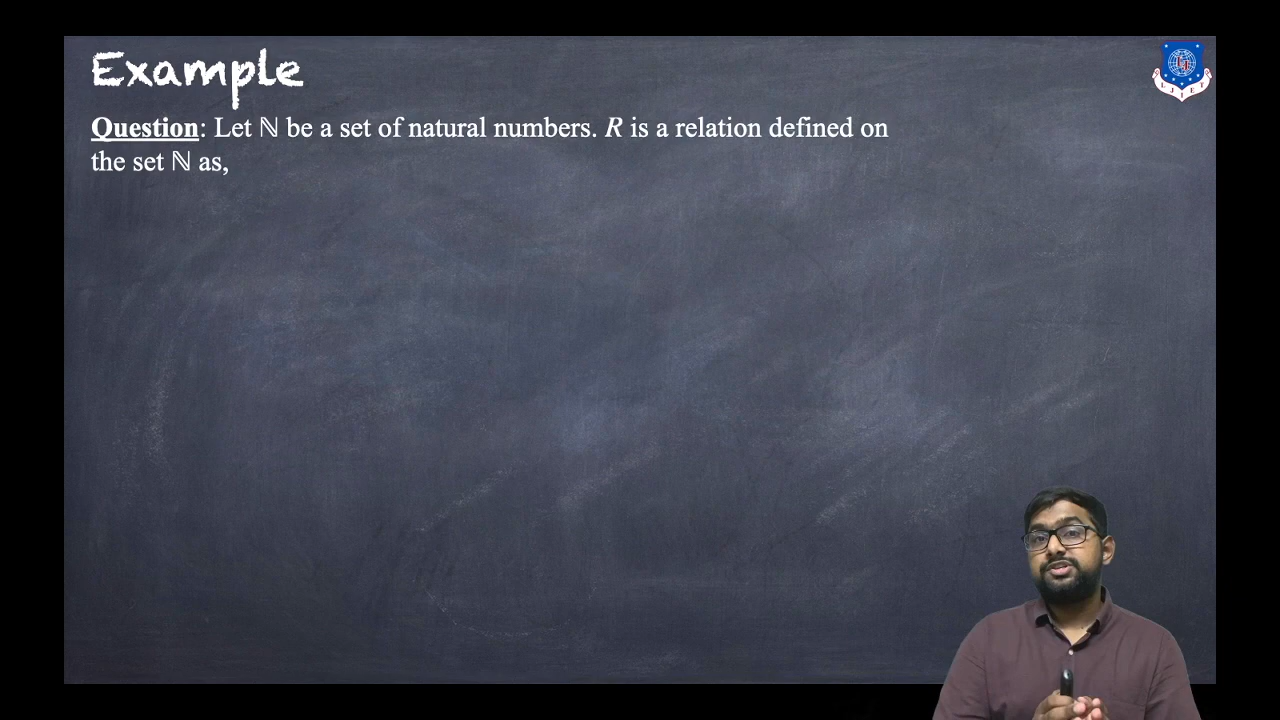 Example
Question: Let ℕ be a set of natural numbers. R is a relation defined on
the set ℕ as,